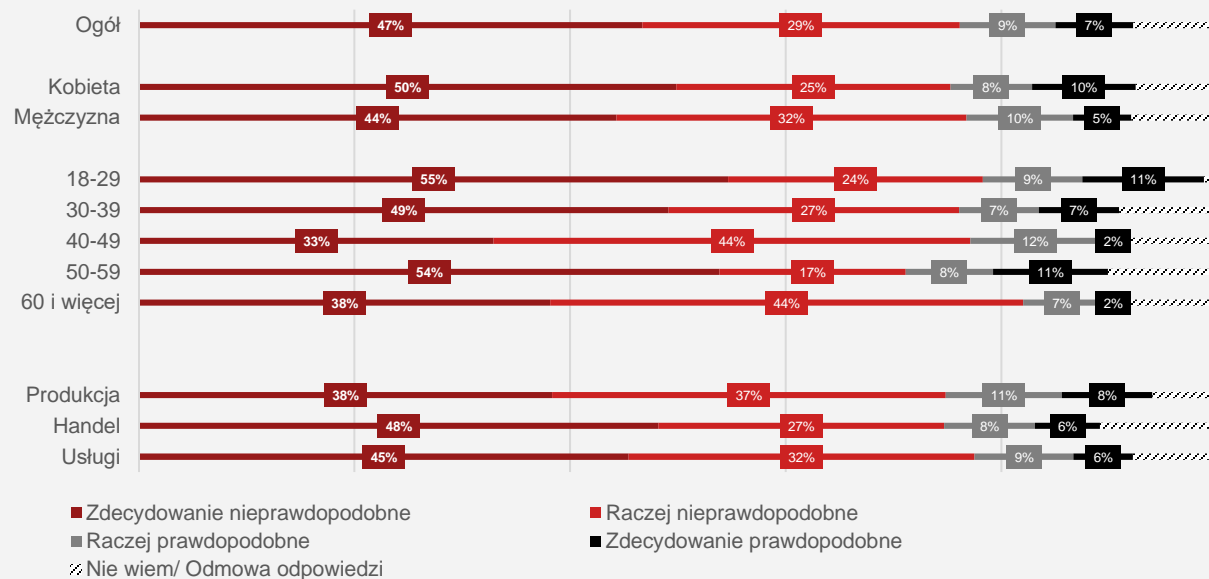 Ogół 47% 29% 9% 7%
Kobieta 50% 25% 8% 10%
Mężczyzna 44% 32% 10% 5%
18-29 55% 24% 9% 11%
30-39 49% 27% 7% 7%
40-49 33% 44% 12% 2%
50-59 54% 17% 8% 11%
60 i więcej 38% 44% 7% 2%
Produkcja 38% 37% 11% 8%
Handel 48% 27% 8% 6%
Usługi 45% 32% 9% 6%
Zdecydowanie nieprawdopodobne Raczej nieprawdopodobne
Raczej prawdopodobne Zdecydowanie prawdopodobne
Nie wiem/ Odmowa odpowiedzi